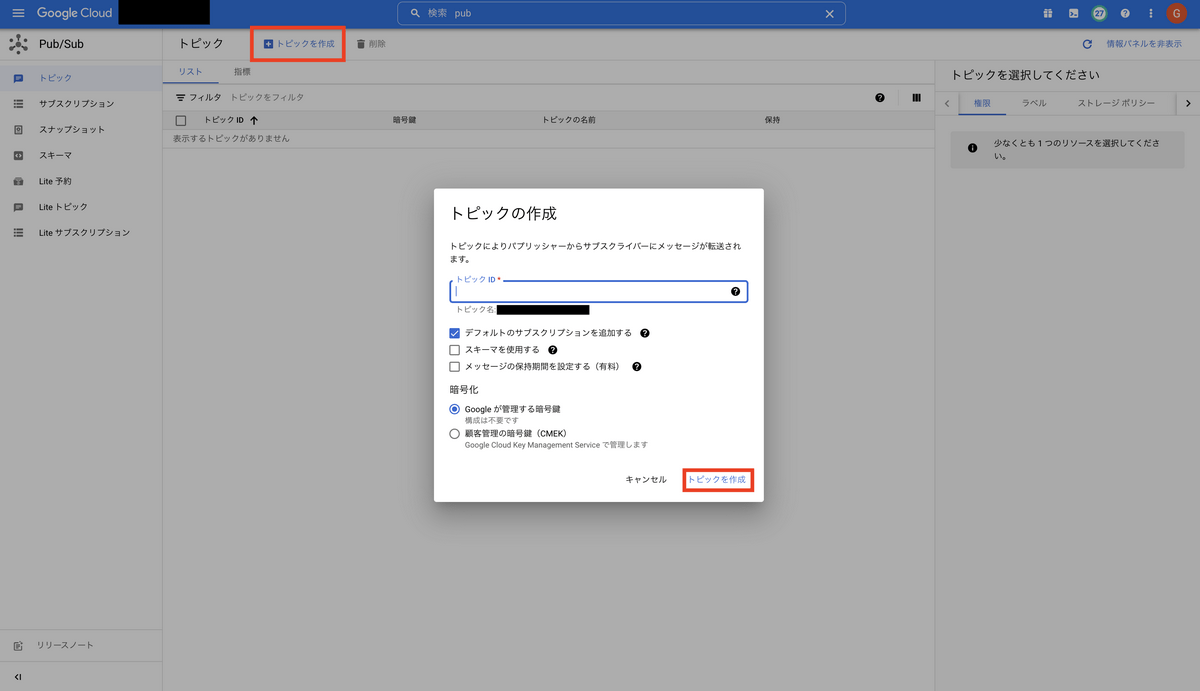 Google Cloud
検索 pub
27
G
Pub/Sub
トピック
トピックを作成
削除
情報パネルを非表示
トピック
サブスクリプション
スナップショット
スキーマ
Lite 予約
Lite トピック
Lite サブスクリプション
リリースノート
リスト
指標
フィルタ トピックをフィルタ
トピック ID
暗号鍵
トピックの名前
保持
表示するトピックがありません
トピックを選択してください
権限
ラベル
ストレージ ポリシー
少なくとも 1 つのリソースを選択してくださ
い。
トピックの作成
トピックによりパブリッシャーからサブスクライバーにメッセージが転送され
ます。
トピック ID *
トピック名:
デフォルトのサブスクリプションを追加する
スキーマを使用する
メッセージの保持期間を設定する（有料）
暗号化
Google が管理する暗号鍵
構成は不要です
顧客管理の暗号鍵（CMEK）
Google Cloud Key Management Service で管理します
キャンセル
トピックを作成